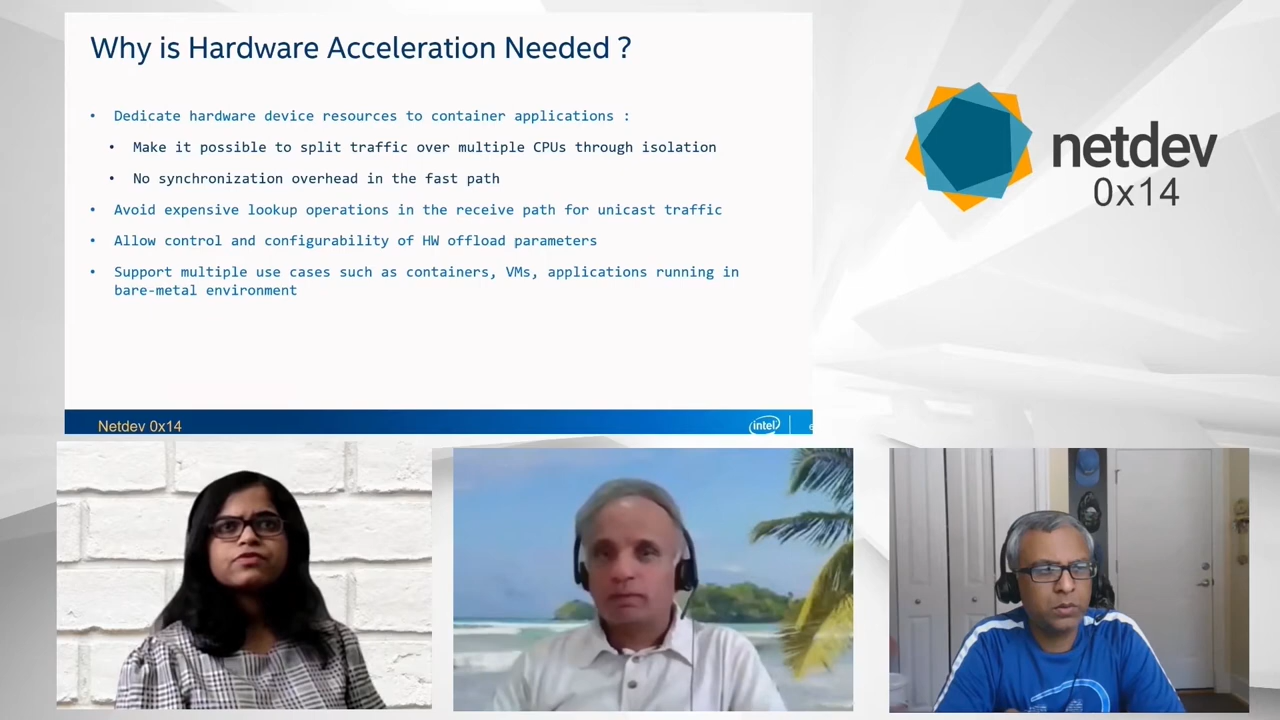 Why is Hardware Acceleration Needed ?
• Dedicate hardware device resources to container applications :
• Make it possible to split traffic over multiple CPUs through isolation
• No synchronization overhead in the fast path
• Avoid expensive lookup operations in the receive path for unicast traffic
• Allow control and configurability of HW offload parameters
• Support multiple use cases such as containers, VMs, applications running in
bare-metal environment
Netdev 0x14
intel
netdev
0x14